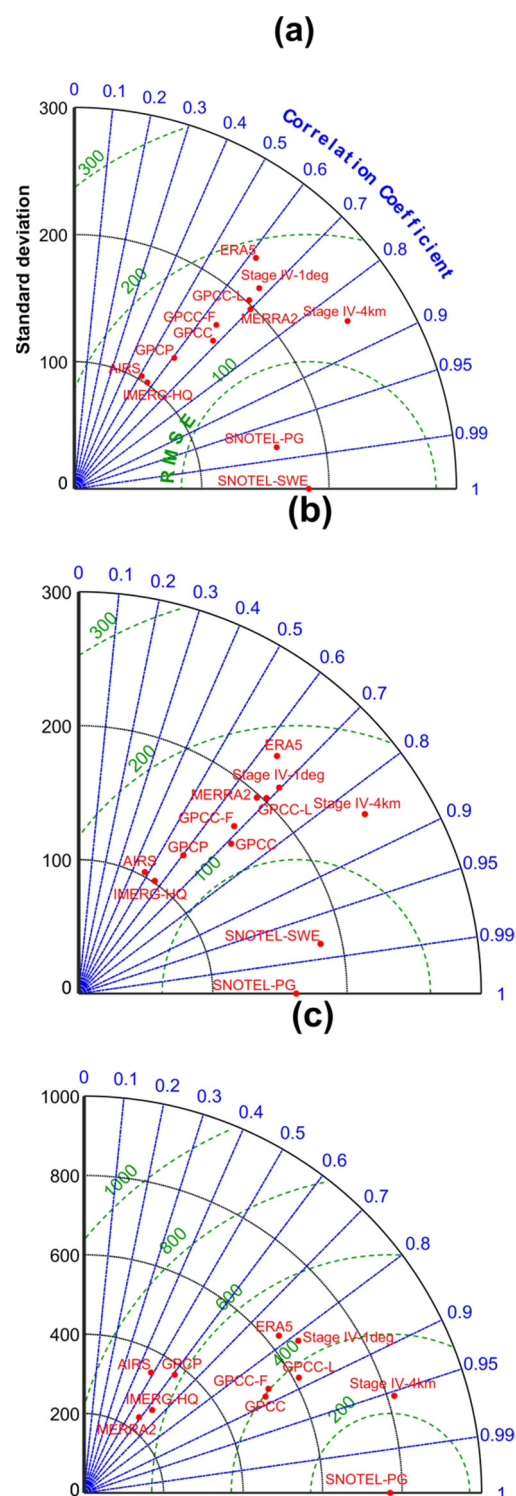 (a)
0
0.1
0.2
0.3
0.4
0.5
0.6
0.7
0.8
0.9
0.95
0.99
1
Correlation Coefficient
Standard deviation
300
200
100
0
300
200
100
RMSE
ERA5
Stage IV-1deg
GPCC-L
MERRA2
Stage IV-4km
GPCC-F
GPCC
GPCP
AIRS
IMERG-HQ
SNOTEL-PG
SNOTEL-SWE
(b)
0
0.1
0.2
0.3
0.4
0.5
0.6
0.7
0.8
0.9
0.95
0.99
1
300
200
100
0
300
200
100
ERA5
Stage IV-1deg
MERRA2
GPCC-L
Stage IV-4km
GPCC-F
GPCC
GPCP
AIRS
IMERG-HQ
SNOTEL-SWE
SNOTEL-PG
(c)
0
0.1
0.2
0.3
0.4
0.5
0.6
0.7
0.8
0.9
0.95
0.99
1
1000
800
600
400
200
0
1000
800
600
400
200
ERA5
Stage IV-1deg
AIRS
GPCP
GPCC-L
GPCC-F
GPCC
Stage IV-4km
IMERG-HQ
MERRA2
SNOTEL-PG